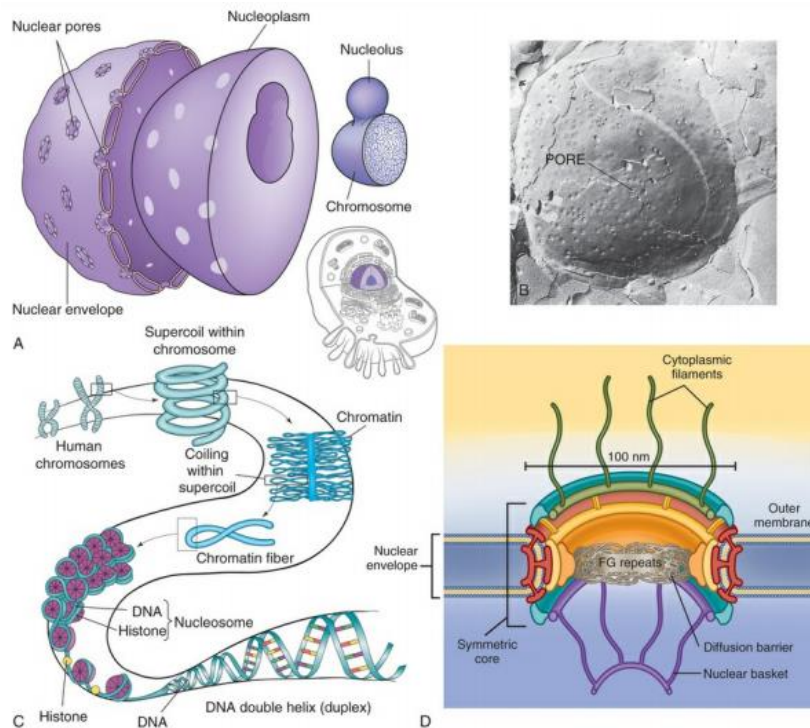 Nuclear pores
Nucleoplasm
Nucleolus
Chromosome
Nuclear envelope
A
PORE
B
Supercoil within
chromosome
Human
chromosomes
Coiling
within
supercoil
Chromatin
Chromatin fiber
DNA
Histone
Nucleosome
Histone
DNA
DNA double helix (duplex)
C
Cytoplasmic
filaments
100 nm
Outer
membrane
Nuclear
envelope
FG repeats
Symmetric
core
Diffusion barrier
Nuclear basket
D